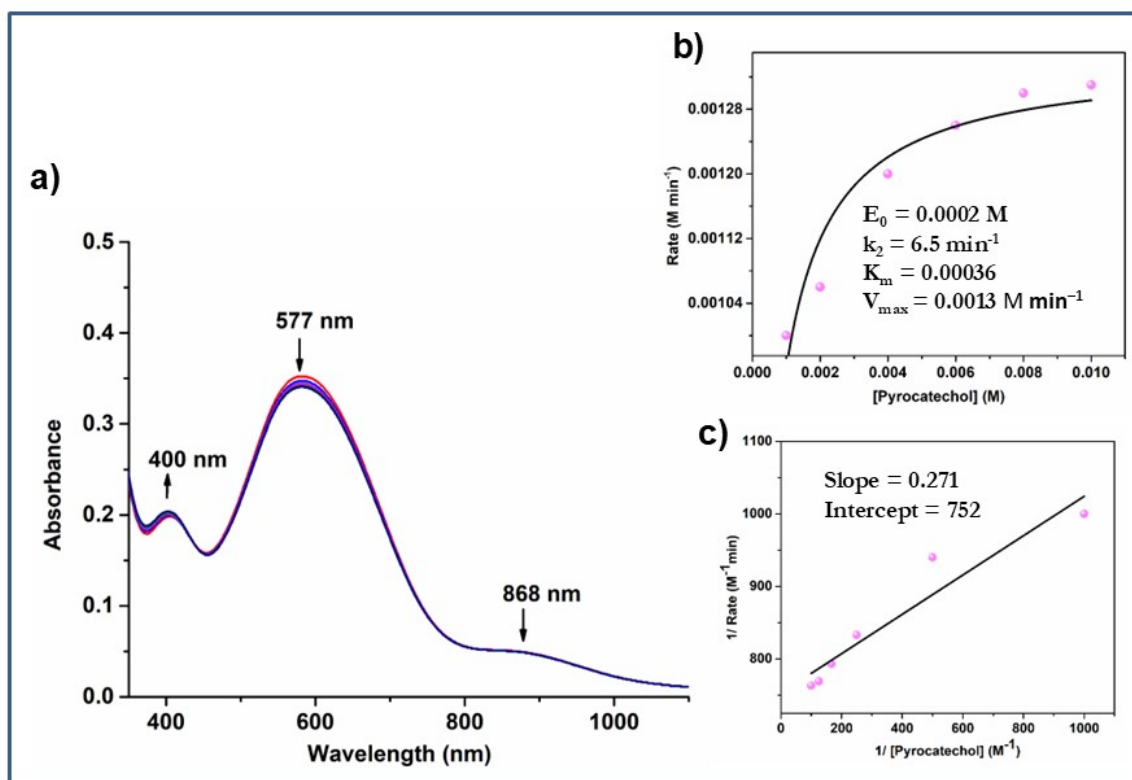 a)
0.5
0.4
0.3
0.2
0.1
0.0
Absorbance
577 nm
400 nm
868 nm
400
600
800
1000
Wavelength (nm)
b)
0.00128
0.00120
0.00112
0.00104
Rate (M min⁻¹)
E₀ = 0.0002 M
k₂ = 6.5 min⁻¹
Kₘ = 0.00036
Vₘₐₓ = 0.0013 M min⁻¹
0.000
0.002
0.004
0.006
0.008
0.010
[Pyrocatechol] (M)
c)
1100
1000
900
800
1/ Rate (M⁻¹min)
Slope = 0.271
Intercept = 752
0
200
400
600
800
1000
1/ [Pyrocatechol] (M⁻¹)